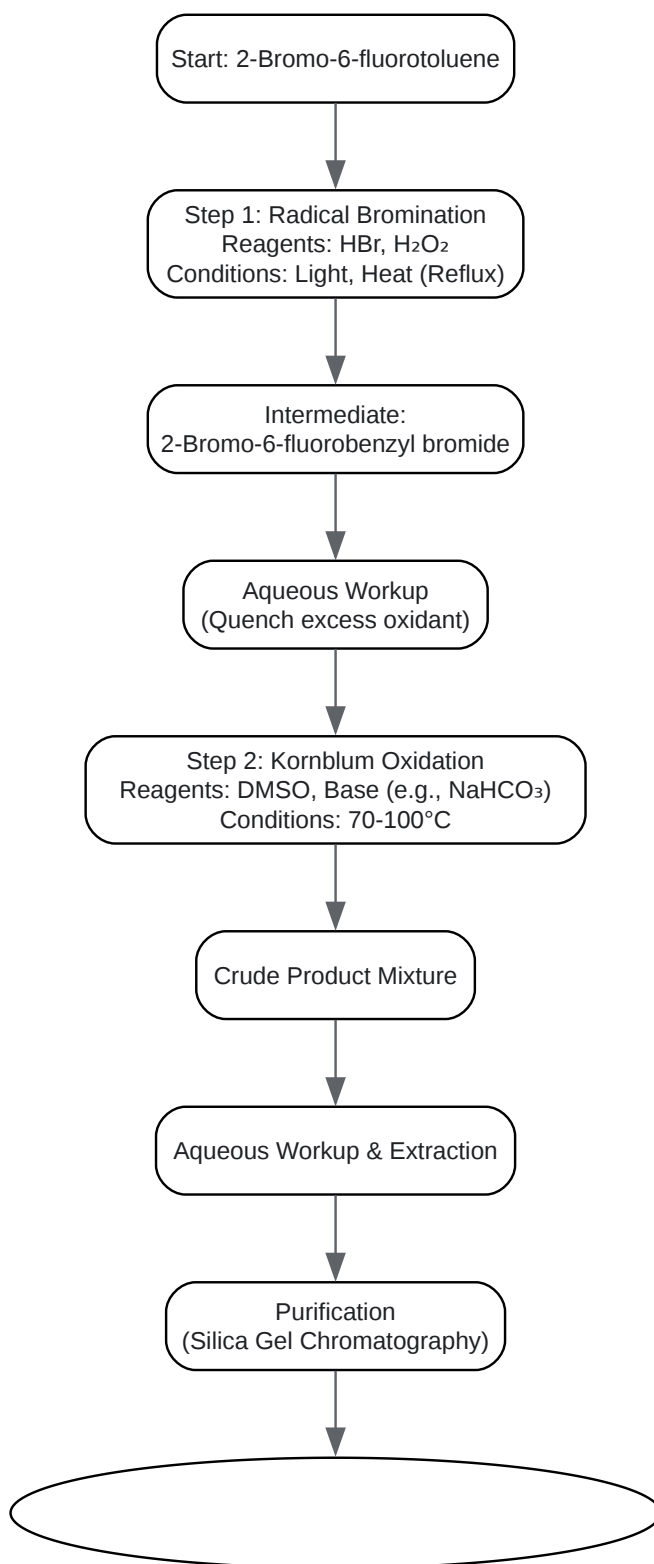 Start: 2-Bromo-6-fluorotoluene
Step 1: Radical Bromination
Reagents: HBr, H₂O₂
Conditions: Light, Heat (Reflux)
Intermediate:
2-Bromo-6-fluorobenzyl bromide
Aqueous Workup
(Quench excess oxidant)
Step 2: Kornblum Oxidation
Reagents: DMSO, Base (e.g., NaHCO₃)
Conditions: 70-100°C
Crude Product Mixture
Aqueous Workup & Extraction
Purification
(Silica Gel Chromatography)